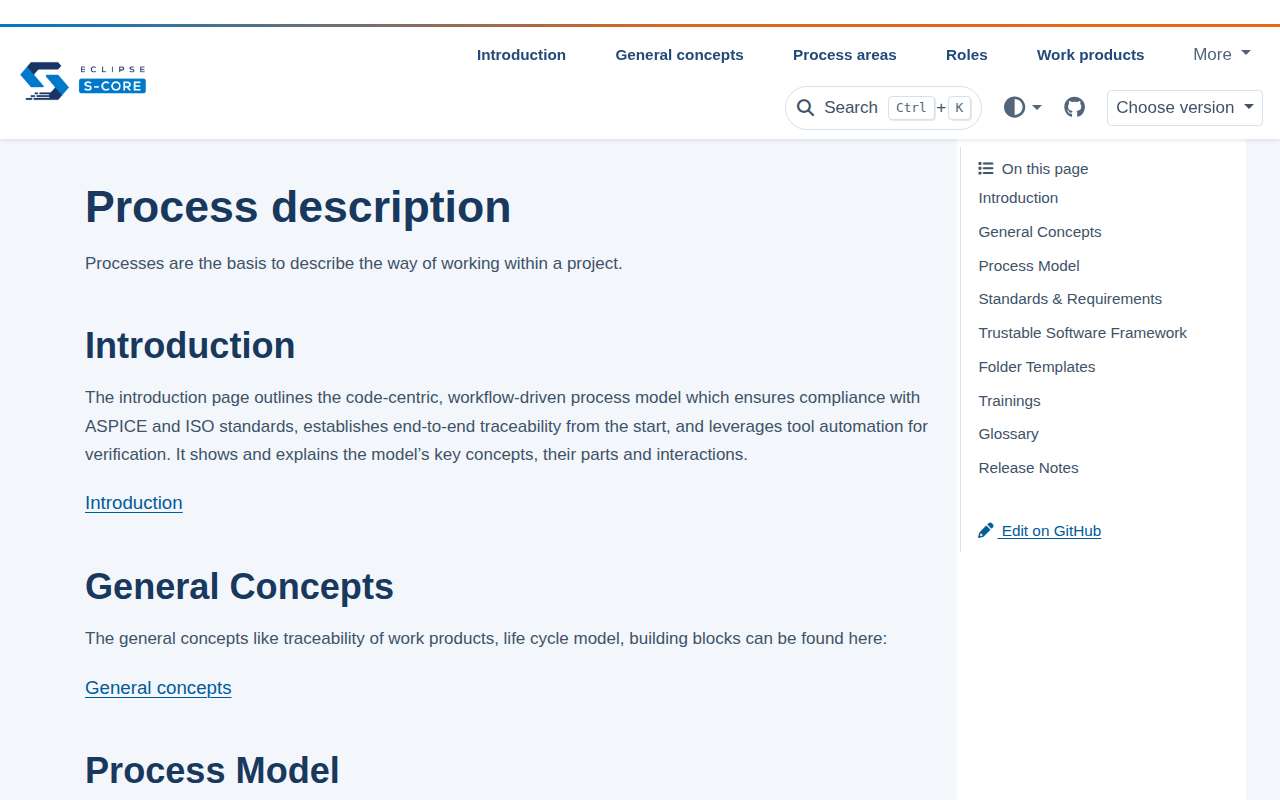 ECLIPSE
S-CORE
Introduction
General concepts
Process areas
Roles
Work products
More
Search Ctrl + K
Choose version
Process description
Processes are the basis to describe the way of working within a project.
Introduction
The introduction page outlines the code-centric, workflow-driven process model which ensures compliance with
ASPICE and ISO standards, establishes end-to-end traceability from the start, and leverages tool automation for
verification. It shows and explains the model’s key concepts, their parts and interactions.
Introduction
General Concepts
The general concepts like traceability of work products, life cycle model, building blocks can be found here:
General concepts
Process Model
On this page
Introduction
General Concepts
Process Model
Standards & Requirements
Trustable Software Framework
Folder Templates
Trainings
Glossary
Release Notes
Edit on GitHub